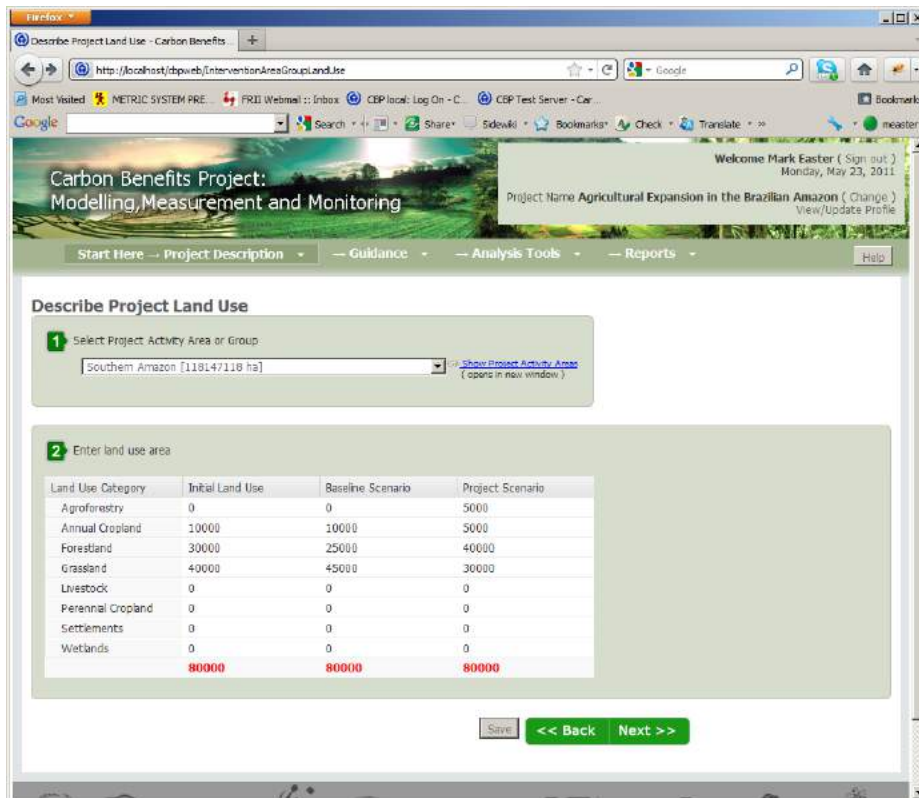 Firefox
Describe Project Land Use - Carbon Benefits ...
http://localhost/cbpweb/InterventionAreaGroupLandUse
Google
Most Visited METRIC SYSTEM PRE... FRII Webmail :: Inbox CBP local: Log On - C... CBP Test Server - Car... Bookmark
Google Search Share Sidewiki Bookmarks Check Translate measter
Welcome Mark Easter ( Sign out )
Monday, May 23, 2011
Carbon Benefits Project:
Modelling,Measurement and Monitoring
Project Name Agricultural Expansion in the Brazilian Amazon ( Change )
View/Update Profile
Start Here → Project Description — Guidance — Analysis Tools — Reports Help
Describe Project Land Use
1 Select Project Activity Area or Group
Southern Amazon [118147118 ha] Show Project Activity Areas
( opens in new window )
2 Enter land use area
Land Use Category Initial Land Use Baseline Scenario Project Scenario
Agroforestry 0 0 5000
Annual Cropland 10000 10000 5000
Forestland 30000 25000 40000
Grassland 40000 45000 30000
Livestock 0 0 0
Perennial Cropland 0 0 0
Settlements 0 0 0
Wetlands 0 0 0
80000 80000 80000
Save << Back Next >>